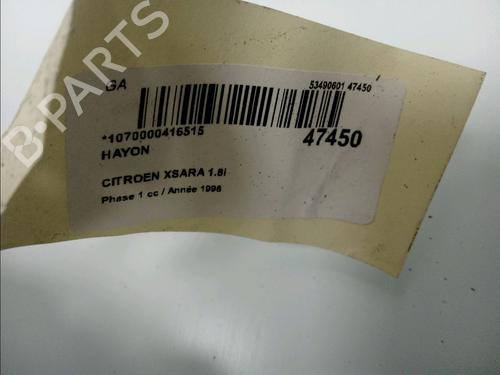 GA
53490601 47450
*1070000416515
47450
HAYON
CITROEN XSARA 1.8i
Phase 1 cc / Année 1998
B-PARTS